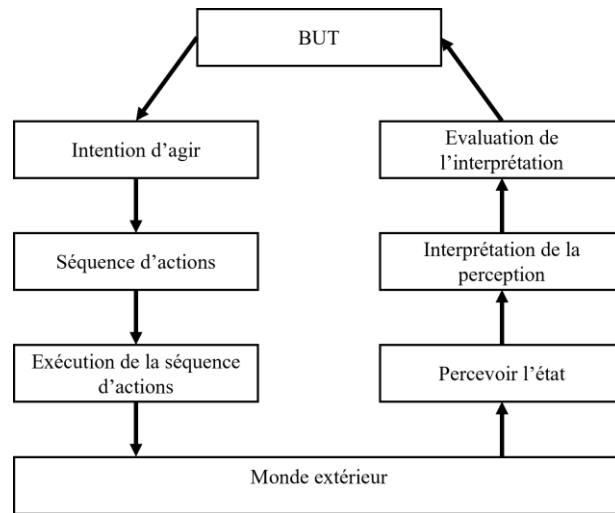 BUT
Intention d'agir
Evaluation de
l'interprétation
Séquence d'actions
Interprétation de la
perception
Exécution de la séquence
d'actions
Percevoir l'état
Monde extérieur